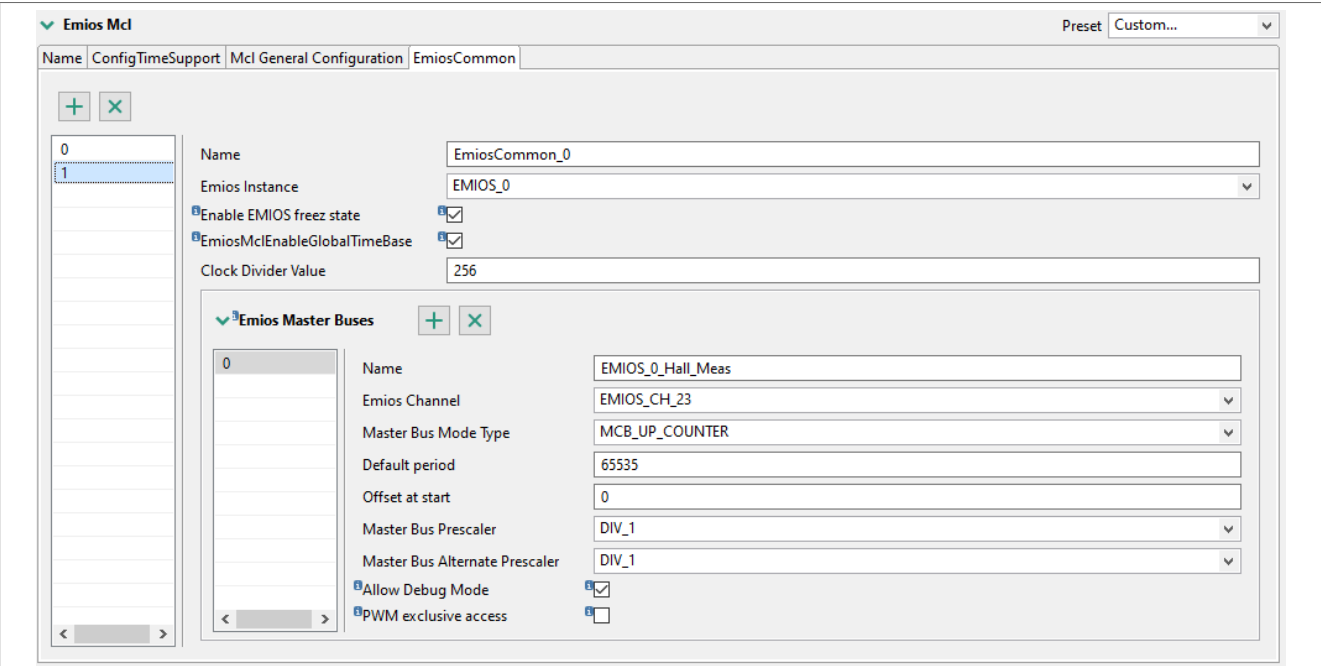 Emios Mcl
Preset Custom...
Name ConfigTimeSupport Mcl General Configuration EmiosCommon
0
1
Name EmiosCommon_0
Emios Instance EMIOS_0
Enable EMIOS freez state
EmiosMclEnableGlobalTimeBase
Clock Divider Value 256
Emios Master Buses
0
Name EMIOS_0_Hall_Meas
Emios Channel EMIOS_CH_23
Master Bus Mode Type MCB_UP_COUNTER
Default period 65535
Offset at start 0
Master Bus Prescaler DIV_1
Master Bus Alternate Prescaler DIV_1
Allow Debug Mode
PWM exclusive access